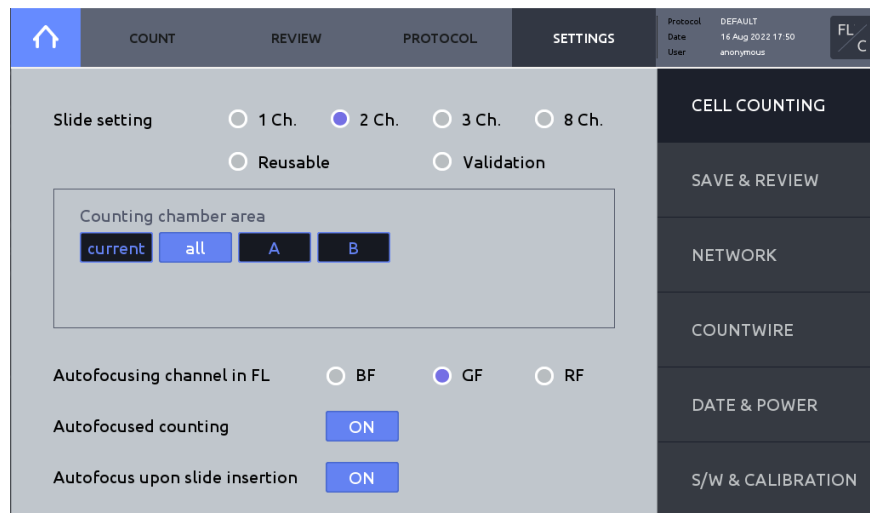 COUNT REVIEW PROTOCOL SETTINGS
Protocol DEFAULT
Date 16 Aug 2022 17:50
User anonymous
FL
C
Slide setting 1 Ch. 2 Ch. 3 Ch. 8 Ch.
Reusable Validation
Counting chamber area
current all A B
Autofocusing channel in FL BF GF RF
Autofocused counting ON
Autofocus upon slide insertion ON
CELL COUNTING
SAVE & REVIEW
NETWORK
COUNTWIRE
DATE & POWER
S/W & CALIBRATION